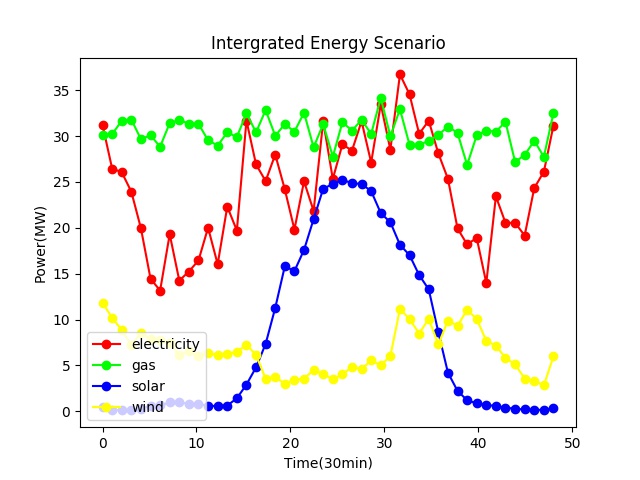 Intergrated Energy Scenario
Power(MW)
35
30
25
20
15
10
5
0
electricity
gas
solar
wind
0 10 20 30 40 50
Time(30min)